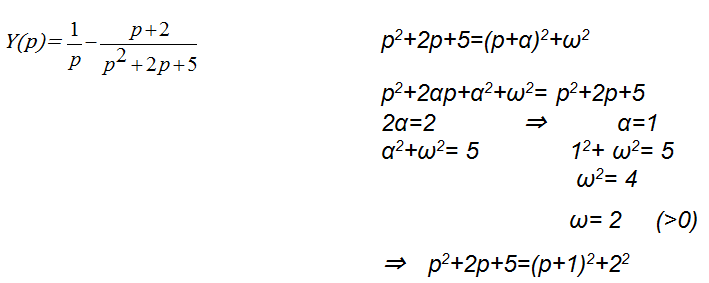 Y(p)= 1/p − (p+2)/(p²+2p+5)
p²+2p+5=(p+α)²+ω²
p²+2αp+α²+ω²= p²+2p+5
2α=2 ⇒ α=1
α²+ω²= 5 1²+ ω²= 5
ω²= 4
ω= 2 (>0)
⇒ p²+2p+5=(p+1)²+2²